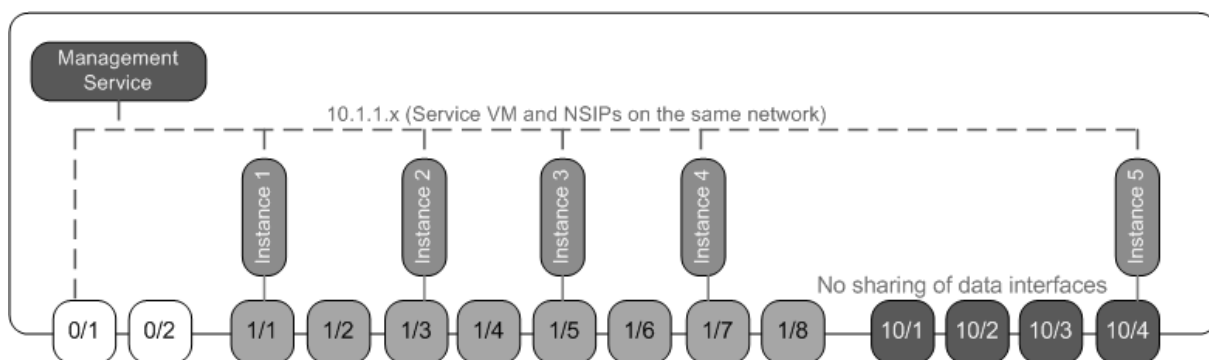 Management
Service
10.1.1.x (Service VM and NSIPs on the same network)
Instance 1
Instance 2
Instance 3
Instance 4
Instance 5
No sharing of data interfaces
0/1
0/2
1/1
1/2
1/3
1/4
1/5
1/6
1/7
1/8
10/1
10/2
10/3
10/4